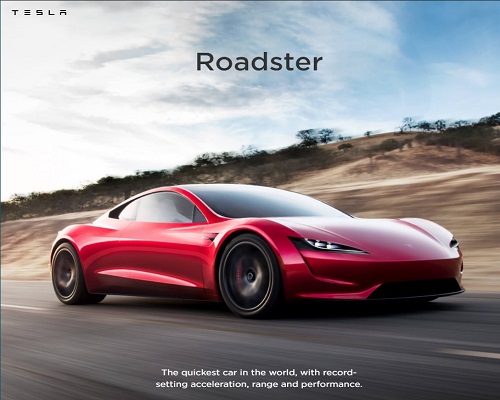 TESLA
Roadster
The quickest car in the world, with record-
setting acceleration, range and performance.